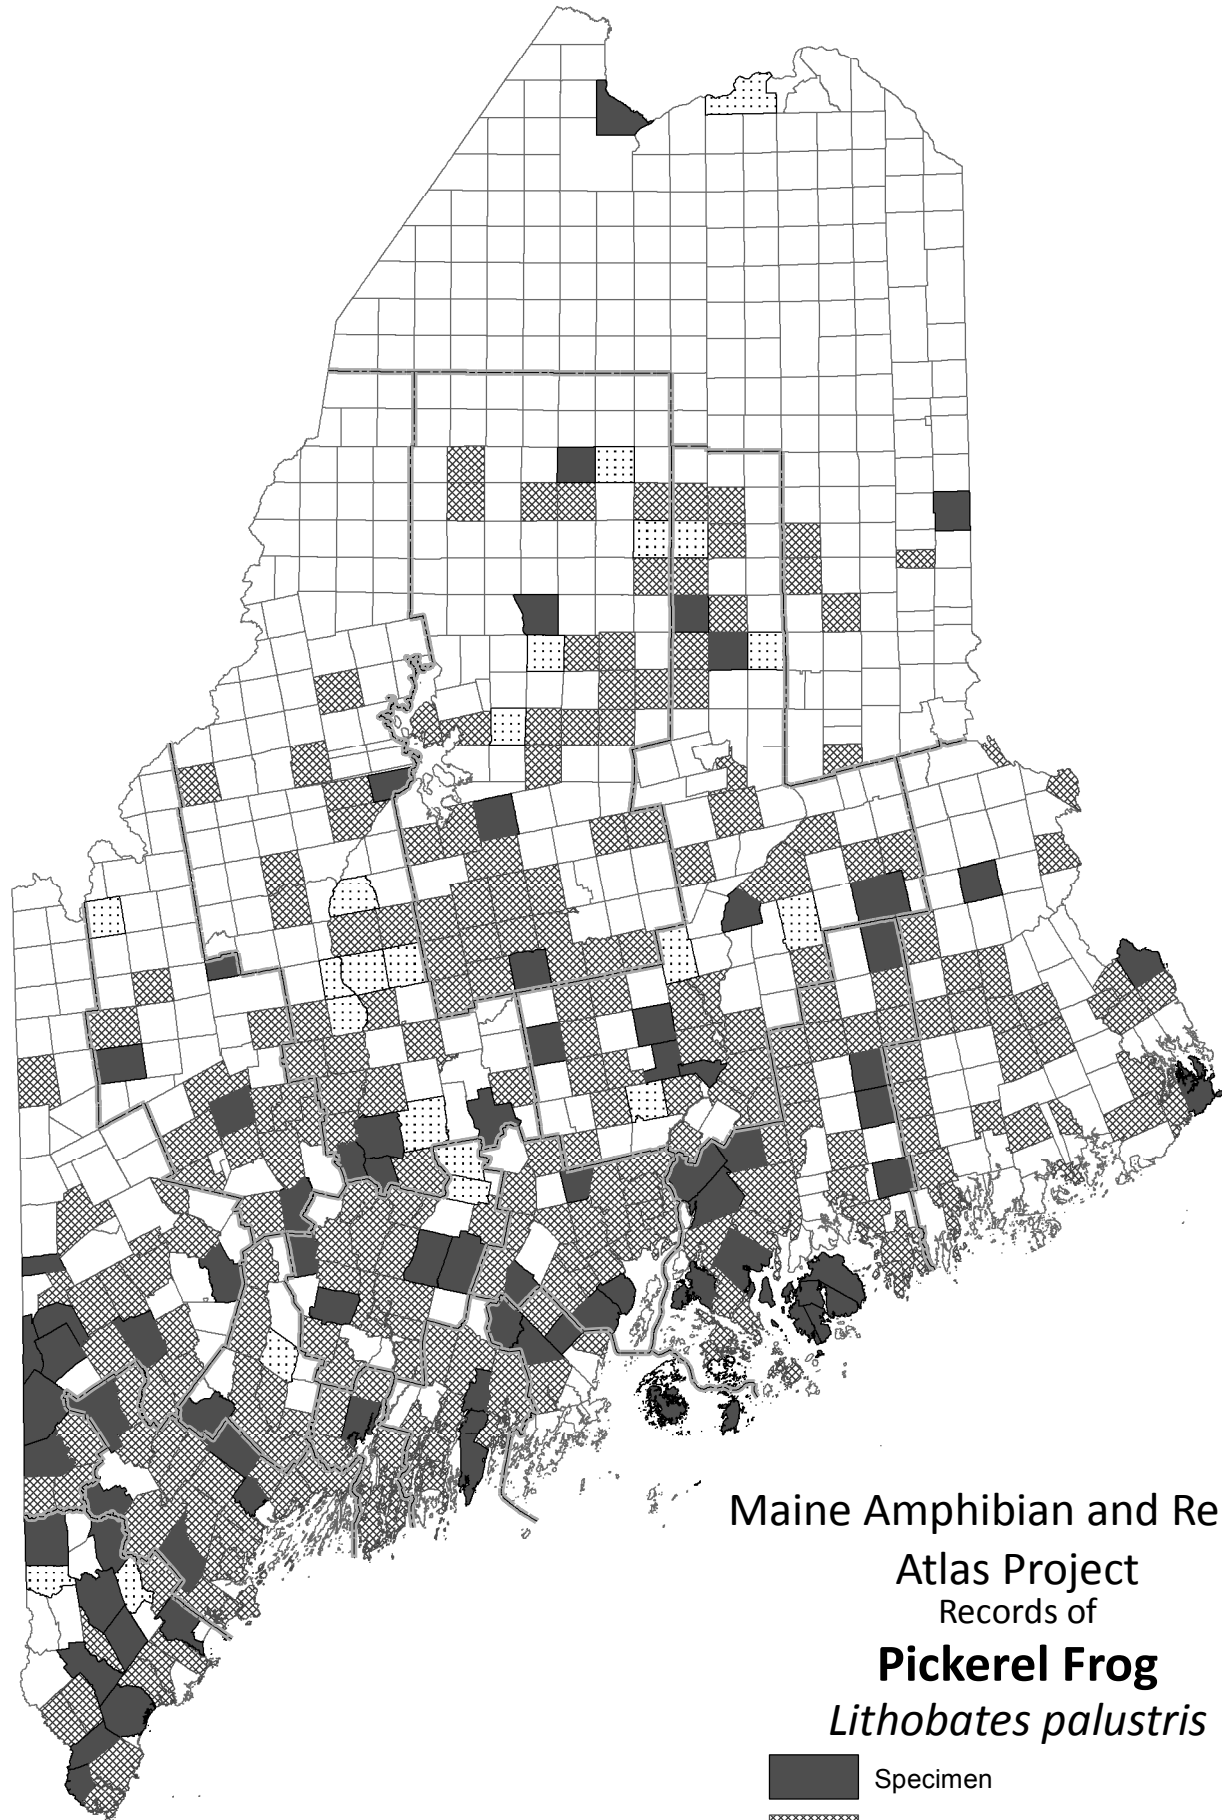 Maine Amphibian and Re
Atlas Project
Records of
Pickerel Frog
Lithobates palustris
Specimen